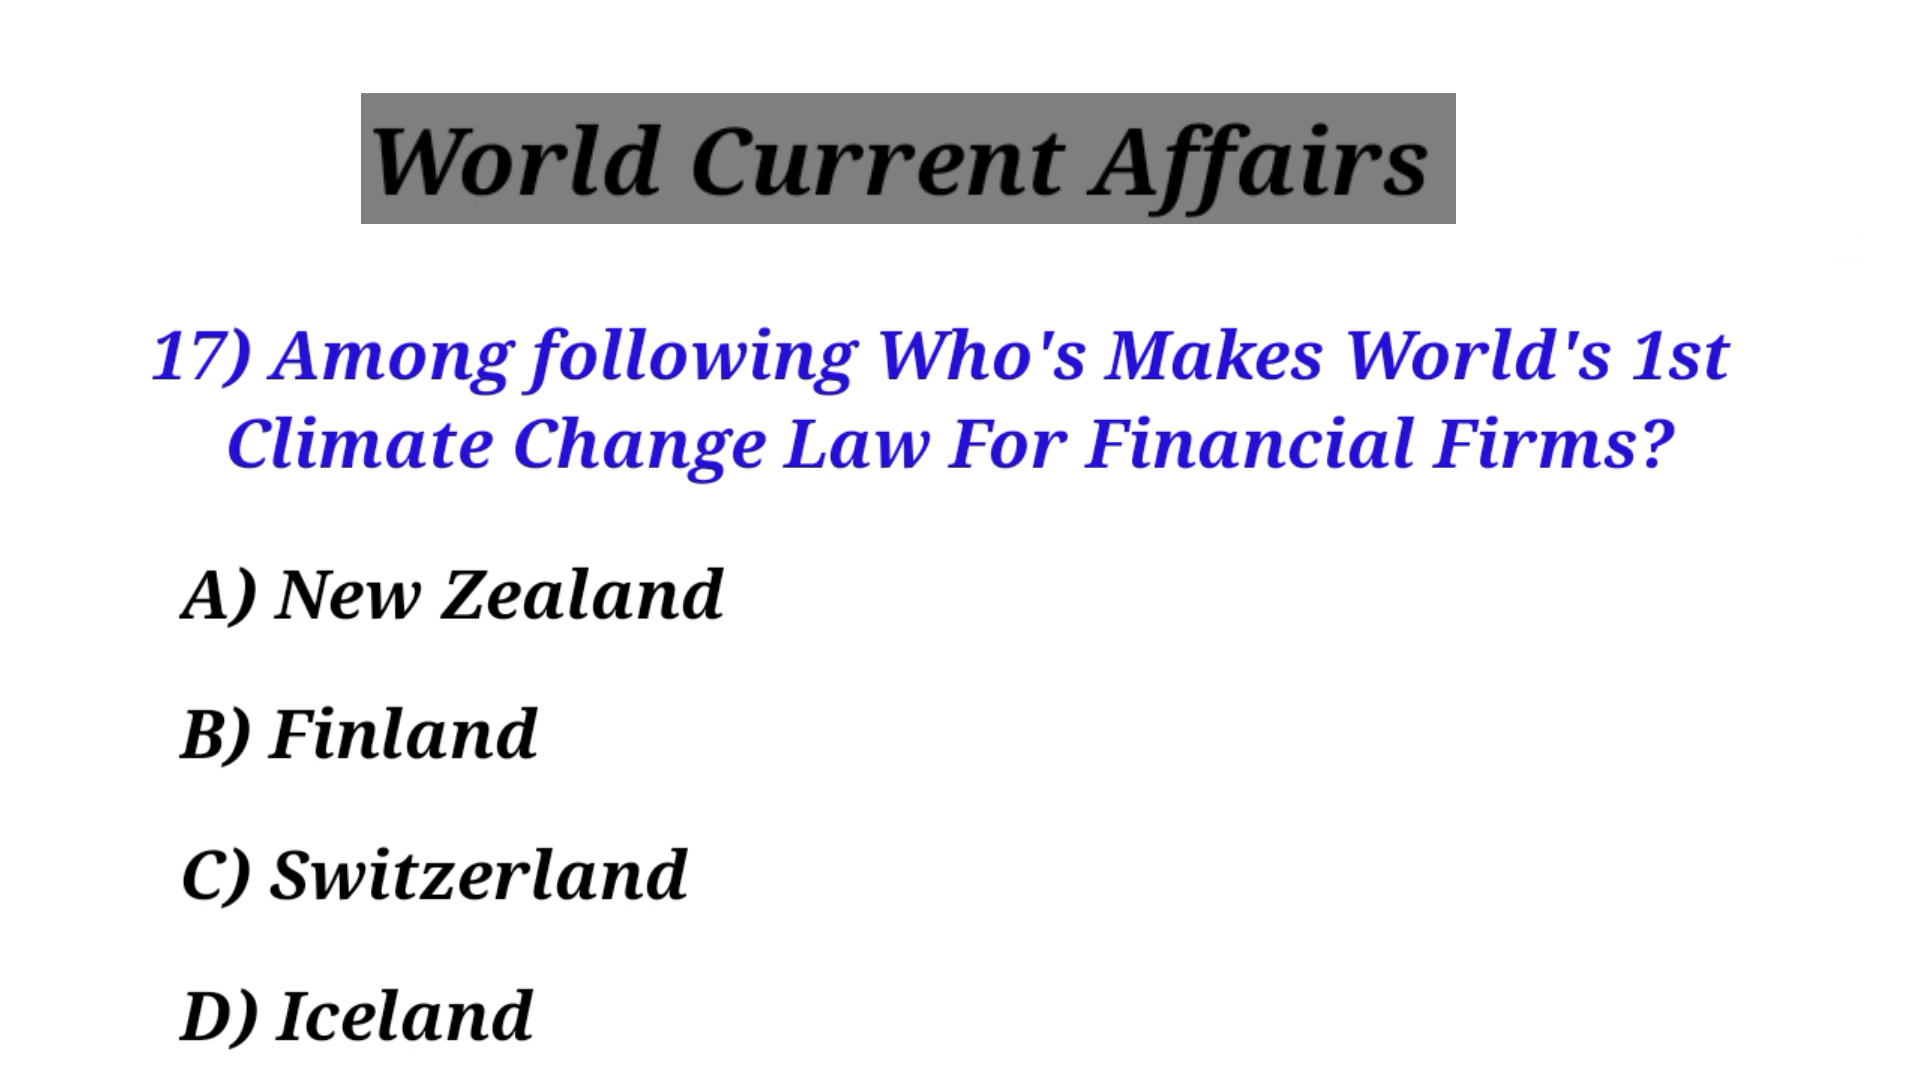 World Current Affairs
17) Among following Who's Makes World's 1st
Climate Change Law For Financial Firms?
A) New Zealand
B) Finland
C) Switzerland
D) Iceland